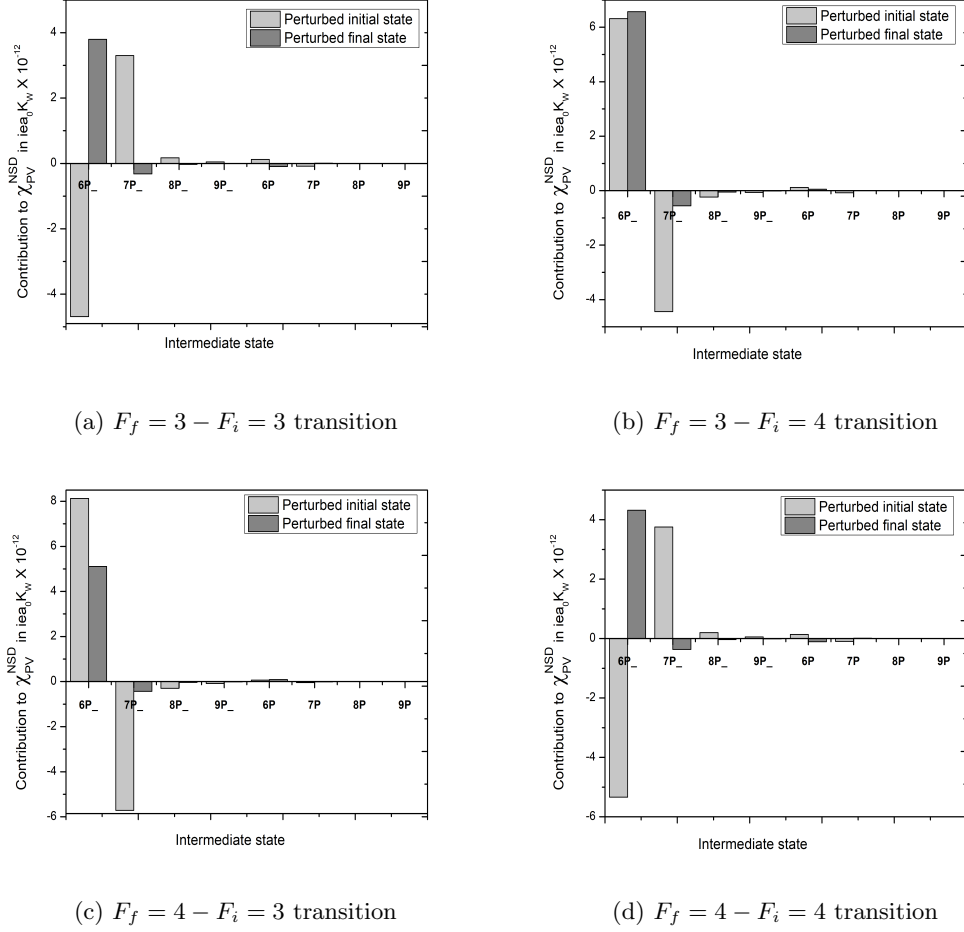 Contribution to χ_PV^NSD in iea₀K_W X 10⁻¹²
4
2
0
-2
-4
Perturbed initial state
Perturbed final state
6P_ 7P_ 8P_ 9P_ 6P 7P 8P 9P
Intermediate state
(a) F_f = 3 − F_i = 3 transition
Contribution to χ_PV^NSD in iea₀K_W X 10⁻¹²
6
4
2
0
-2
-4
Perturbed initial state
Perturbed final state
6P_ 7P_ 8P_ 9P_ 6P 7P 8P 9P
Intermediate state
(b) F_f = 3 − F_i = 4 transition
Contribution to χ_PV^NSD in iea₀K_W X 10⁻¹²
8
6
4
2
0
-2
-4
-6
Perturbed initial state
Perturbed final state
6P_ 7P_ 8P_ 9P_ 6P 7P 8P 9P
Intermediate state
(c) F_f = 4 − F_i = 3 transition
Contribution to χ_PV^NSD in iea₀K_W X 10⁻¹²
4
2
0
-2
-4
-6
Perturbed initial state
Perturbed final state
6P_ 7P_ 8P_ 9P_ 6P 7P 8P 9P
Intermediate state
(d) F_f = 4 − F_i = 4 transition